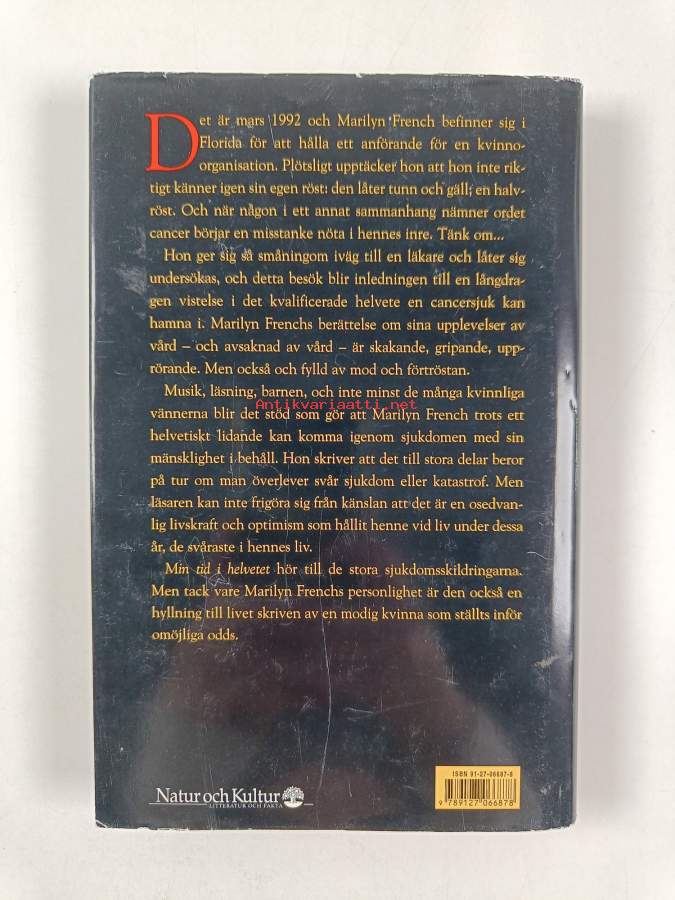 Det är mars 1992 och Marilyn French befinner sig i
Florida för att hålla ett anförande för en kvinno-
organisation. Plötsligt upptäcker hon att hon inte rik-
tigt känner igen sin egen röst: den låter tunn och gäll; en halv-
röst. Och när någon i ett annat sammanhang nämner ordet
cancer börjar en misstanke nöta i hennes inre. Tänk om...
Hon ger sig så småningom iväg till en läkare och låter sig
undersökas, och detta besök blir inledningen till en långdra-
gen vistelse i det kvalificerade helvete en cancersjuk kan
hamna i. Marilyn Frenchs berättelse om sina upplevelser av
vård – och avsaknad av vård – är skakande, gripande, upp-
rörande. Men också och fylld av mod och förtröstan.
Musik, läsning, barnen, och inte minst de många kvinnliga
Antikvariaatti.net
vännerna blir det stöd som gör att Marilyn French trots ett
helvetiskt lidande kan komma igenom sjukdomen med sin
mänsklighet i behåll. Hon skriver att det till stora delar beror
på tur om man överlever svår sjukdom eller katastrof. Men
läsaren kan inte frigöra sig från känslan att det är en osedvan-
lig livskraft och optimism som hållit henne vid liv under dessa
år, de svåraste i hennes liv.
Min tid i helvetet hör till de stora sjukdomsskildringarna.
Men tack vare Marilyn Frenchs personlighet är den också en
hyllning till livet skriven av en modig kvinna som ställts inför
omöjliga odds.
Natur och Kultur
LITTERATUR OCH FAKTA
ISBN 91-27-06687-8
9 789127 066878